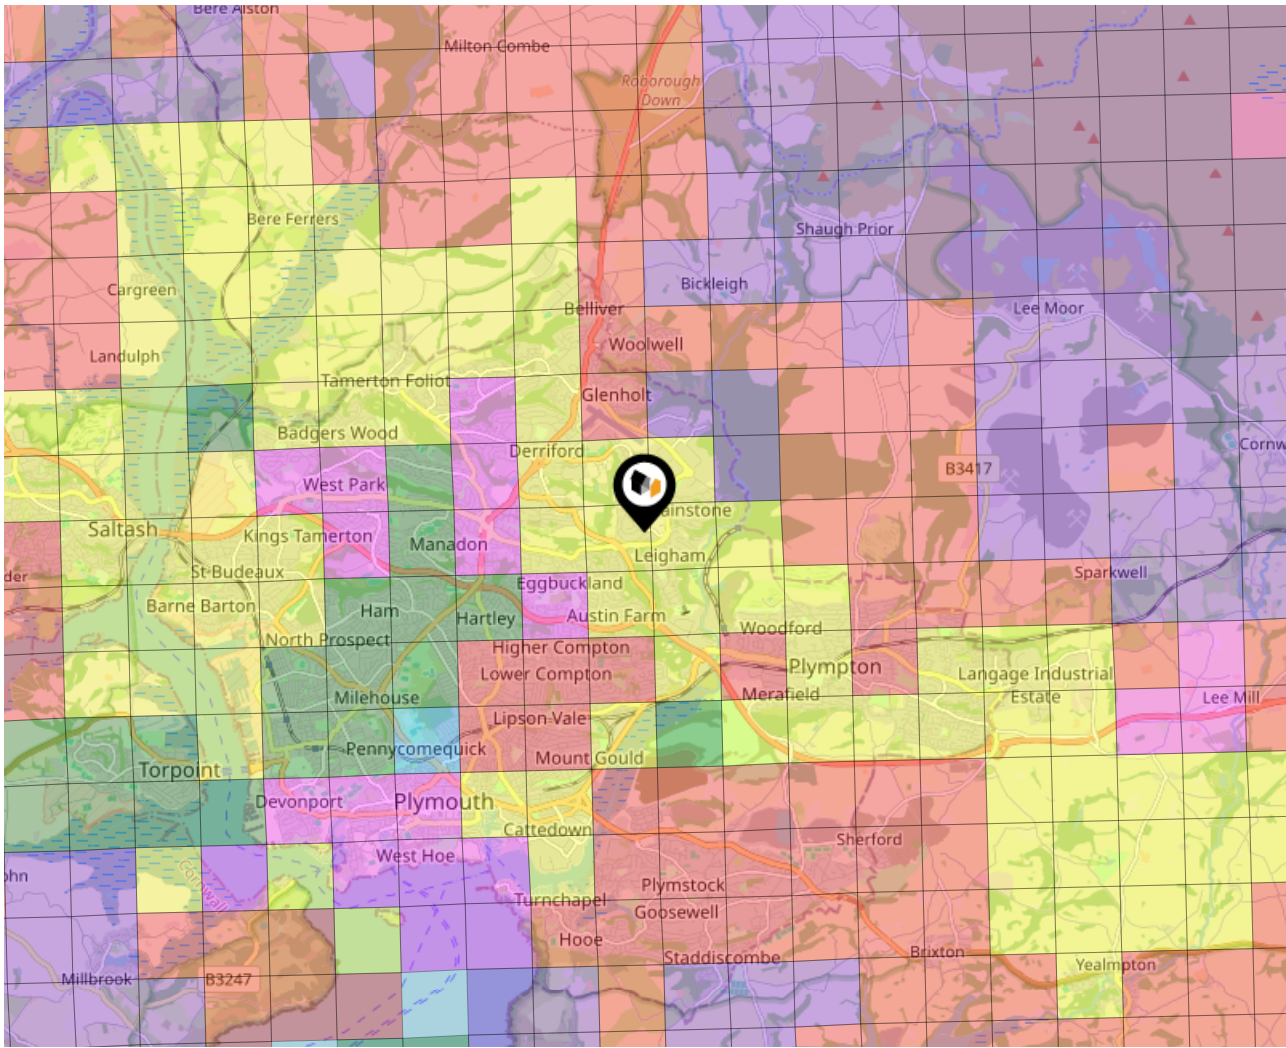 Bere Alston
Milton Combe
Roborough
Down
Bere Ferrers
Shaugh Prior
Cargreen
Bickleigh
Belliver
Lee Moor
Landulph
Woolwell
Tamerton Foliot
Glenholt
Badgers Wood
Derriford
Cornw
B3417
West Park
ainstone
Saltash
Kings Tamerton
Manadon
Leigham
der
St Budeaux
Eggbuckland
Sparkwell
Barne Barton
Ham
Hartley
Austin Farm
Woodford
North Prospect
Higher Compton
Plympton
Lower Compton
Langage Industrial
Estate
Milehouse
Merafield
Lee Mill
Lipson Vale
Pennycomequick
Mount Gould
Torpoint
Devonport
Plymouth
Cattedown
Sherford
West Hoe
ohn
Cornwall
Plymstock
Turnchapel
Goosewell
Hooe
Staddiscombe
Brixton
Yealmpton
Millbrook
B3247